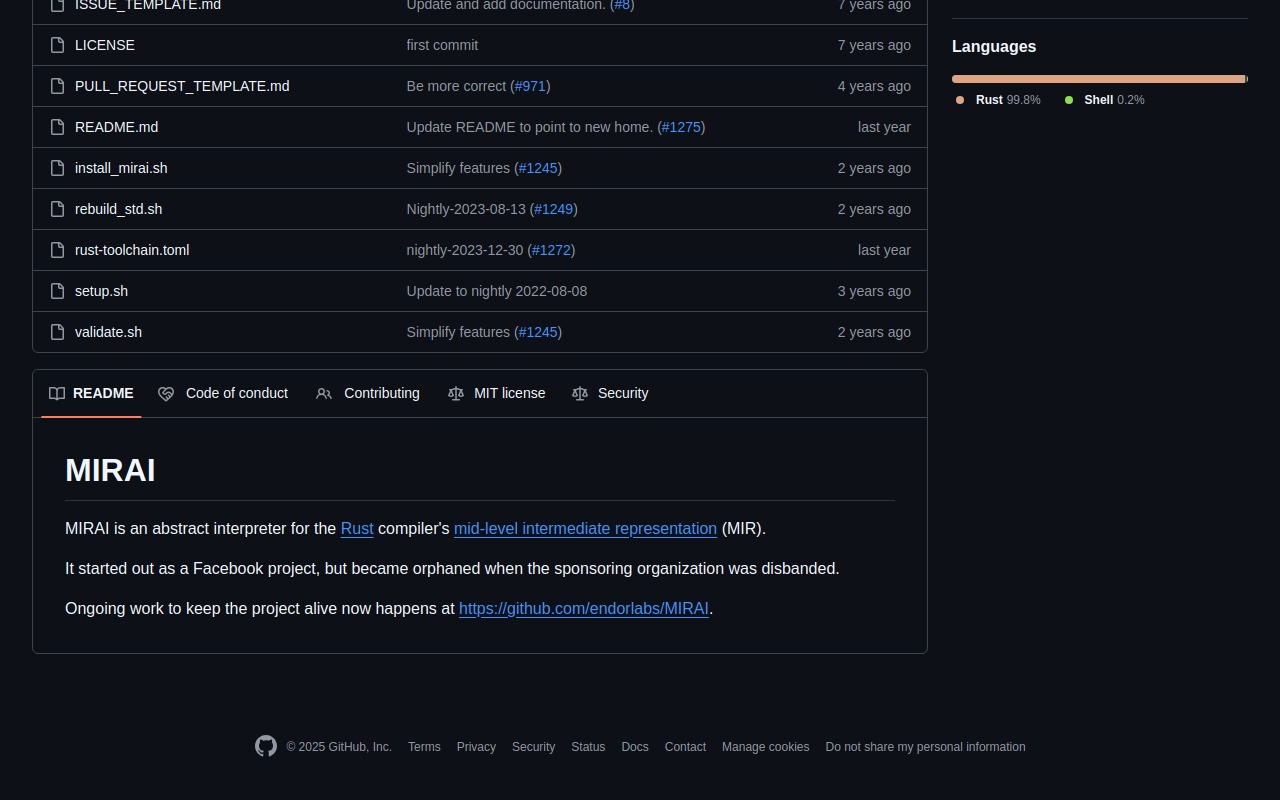 ISSUE_TEMPLATE.md Update and add documentation. (#8) 7 years ago
LICENSE first commit 7 years ago
PULL_REQUEST_TEMPLATE.md Be more correct (#971) 4 years ago
README.md Update README to point to new home. (#1275) last year
install_mirai.sh Simplify features (#1245) 2 years ago
rebuild_std.sh Nightly-2023-08-13 (#1249) 2 years ago
rust-toolchain.toml nightly-2023-12-30 (#1272) last year
setup.sh Update to nightly 2022-08-08 3 years ago
validate.sh Simplify features (#1245) 2 years ago
Languages
Rust 99.8% Shell 0.2%
README Code of conduct Contributing MIT license Security
MIRAI
MIRAI is an abstract interpreter for the Rust compiler's mid-level intermediate representation (MIR).
It started out as a Facebook project, but became orphaned when the sponsoring organization was disbanded.
Ongoing work to keep the project alive now happens at https://github.com/endorlabs/MIRAI.
© 2025 GitHub, Inc. Terms Privacy Security Status Docs Contact Manage cookies Do not share my personal information